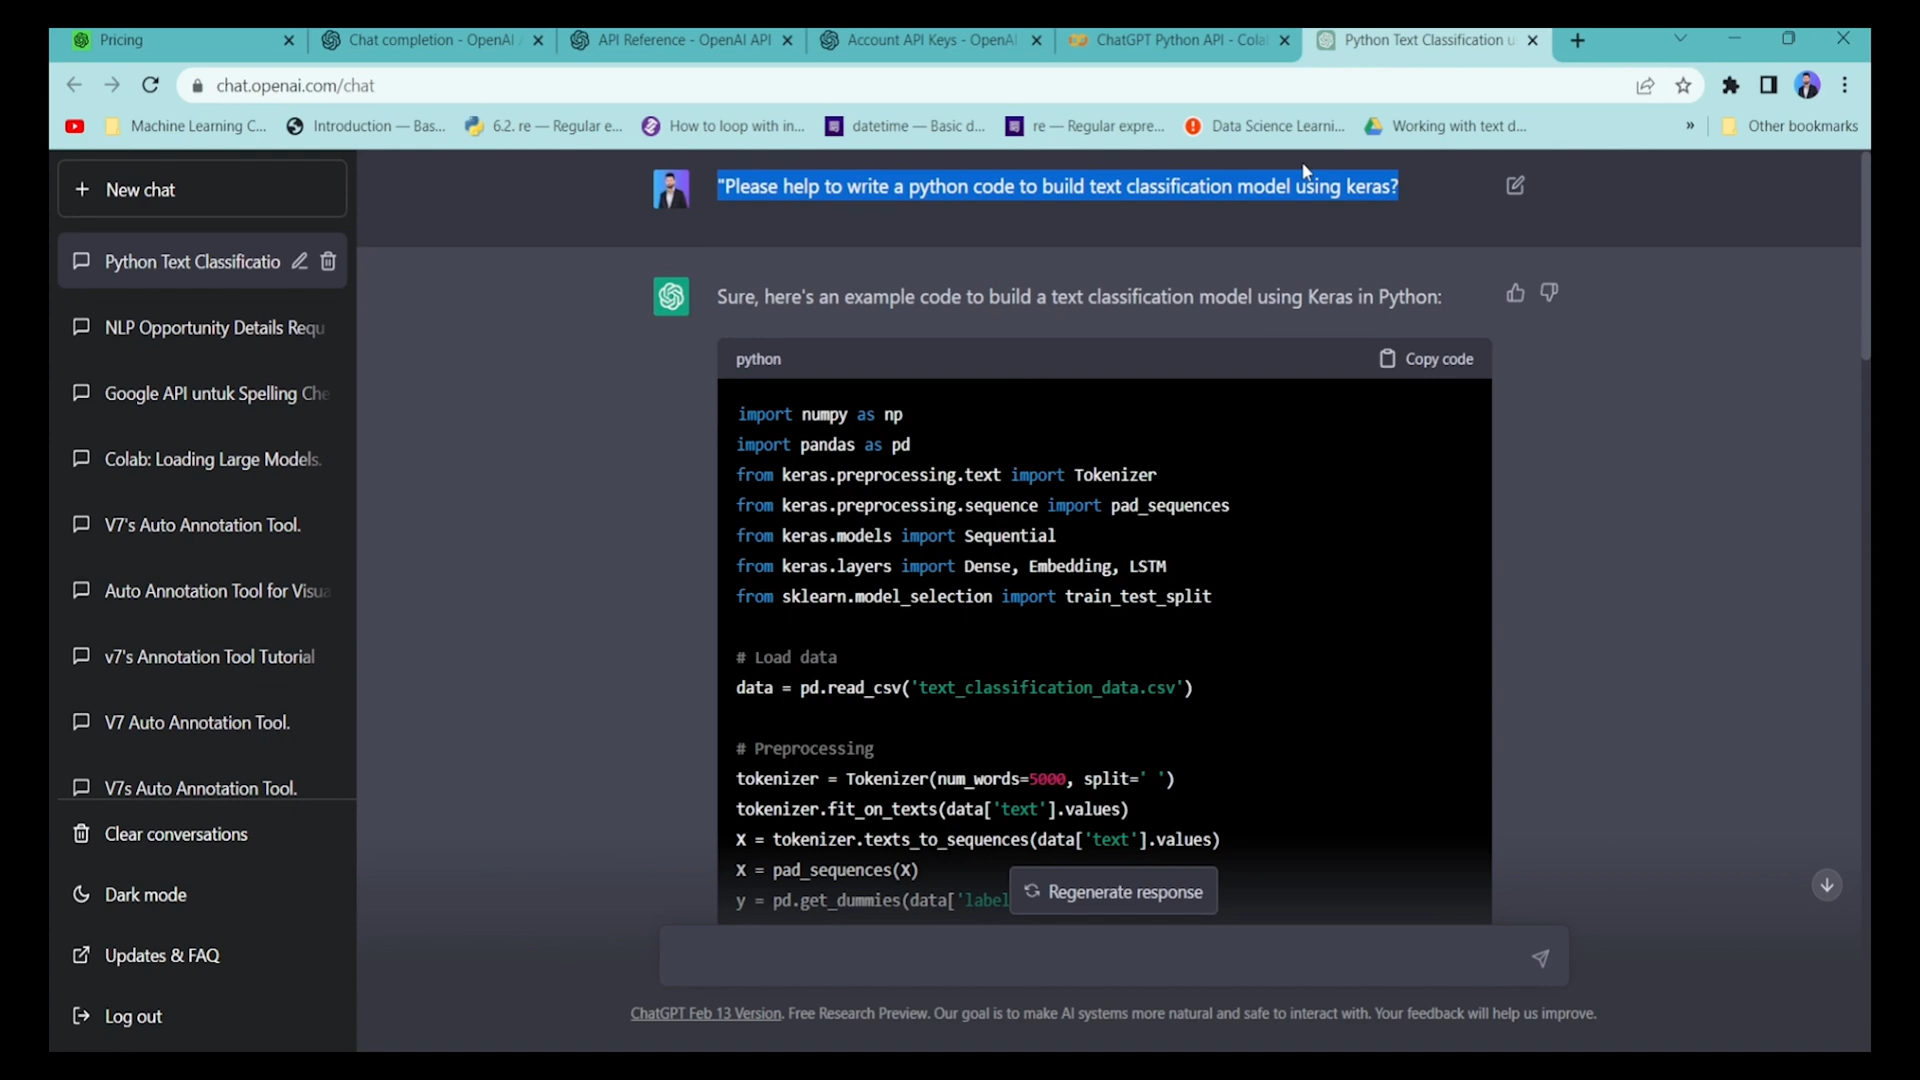 Pricing
Chat completion - OpenAI
API Reference - OpenAI API
Account API Keys - OpenAI
ChatGPT Python API - Colab
Python Text Classification u
chat.openai.com/chat
Machine Learning C...
Introduction — Bas...
6.2. re — Regular e...
How to loop with in...
datetime — Basic d...
re — Regular expre...
Data Science Learni...
Working with text d...
»
Other bookmarks
+ New chat
Python Text Classificatio
NLP Opportunity Details Requ
Google API untuk Spelling Che
Colab: Loading Large Models.
V7's Auto Annotation Tool.
Auto Annotation Tool for Visua
v7's Annotation Tool Tutorial
V7 Auto Annotation Tool.
V7s Auto Annotation Tool.
Clear conversations
Dark mode
Updates & FAQ
Log out
"Please help to write a python code to build text classification model using keras?
Sure, here's an example code to build a text classification model using Keras in Python:
python
Copy code
import numpy as np
import pandas as pd
from keras.preprocessing.text import Tokenizer
from keras.preprocessing.sequence import pad_sequences
from keras.models import Sequential
from keras.layers import Dense, Embedding, LSTM
from sklearn.model_selection import train_test_split
# Load data
data = pd.read_csv('text_classification_data.csv')
# Preprocessing
tokenizer = Tokenizer(num_words=5000, split=' ')
tokenizer.fit_on_texts(data['text'].values)
X = tokenizer.texts_to_sequences(data['text'].values)
X = pad_sequences(X)
y = pd.get_dummies(data['label
Regenerate response
ChatGPT Feb 13 Version. Free Research Preview. Our goal is to make AI systems more natural and safe to interact with. Your feedback will help us improve.